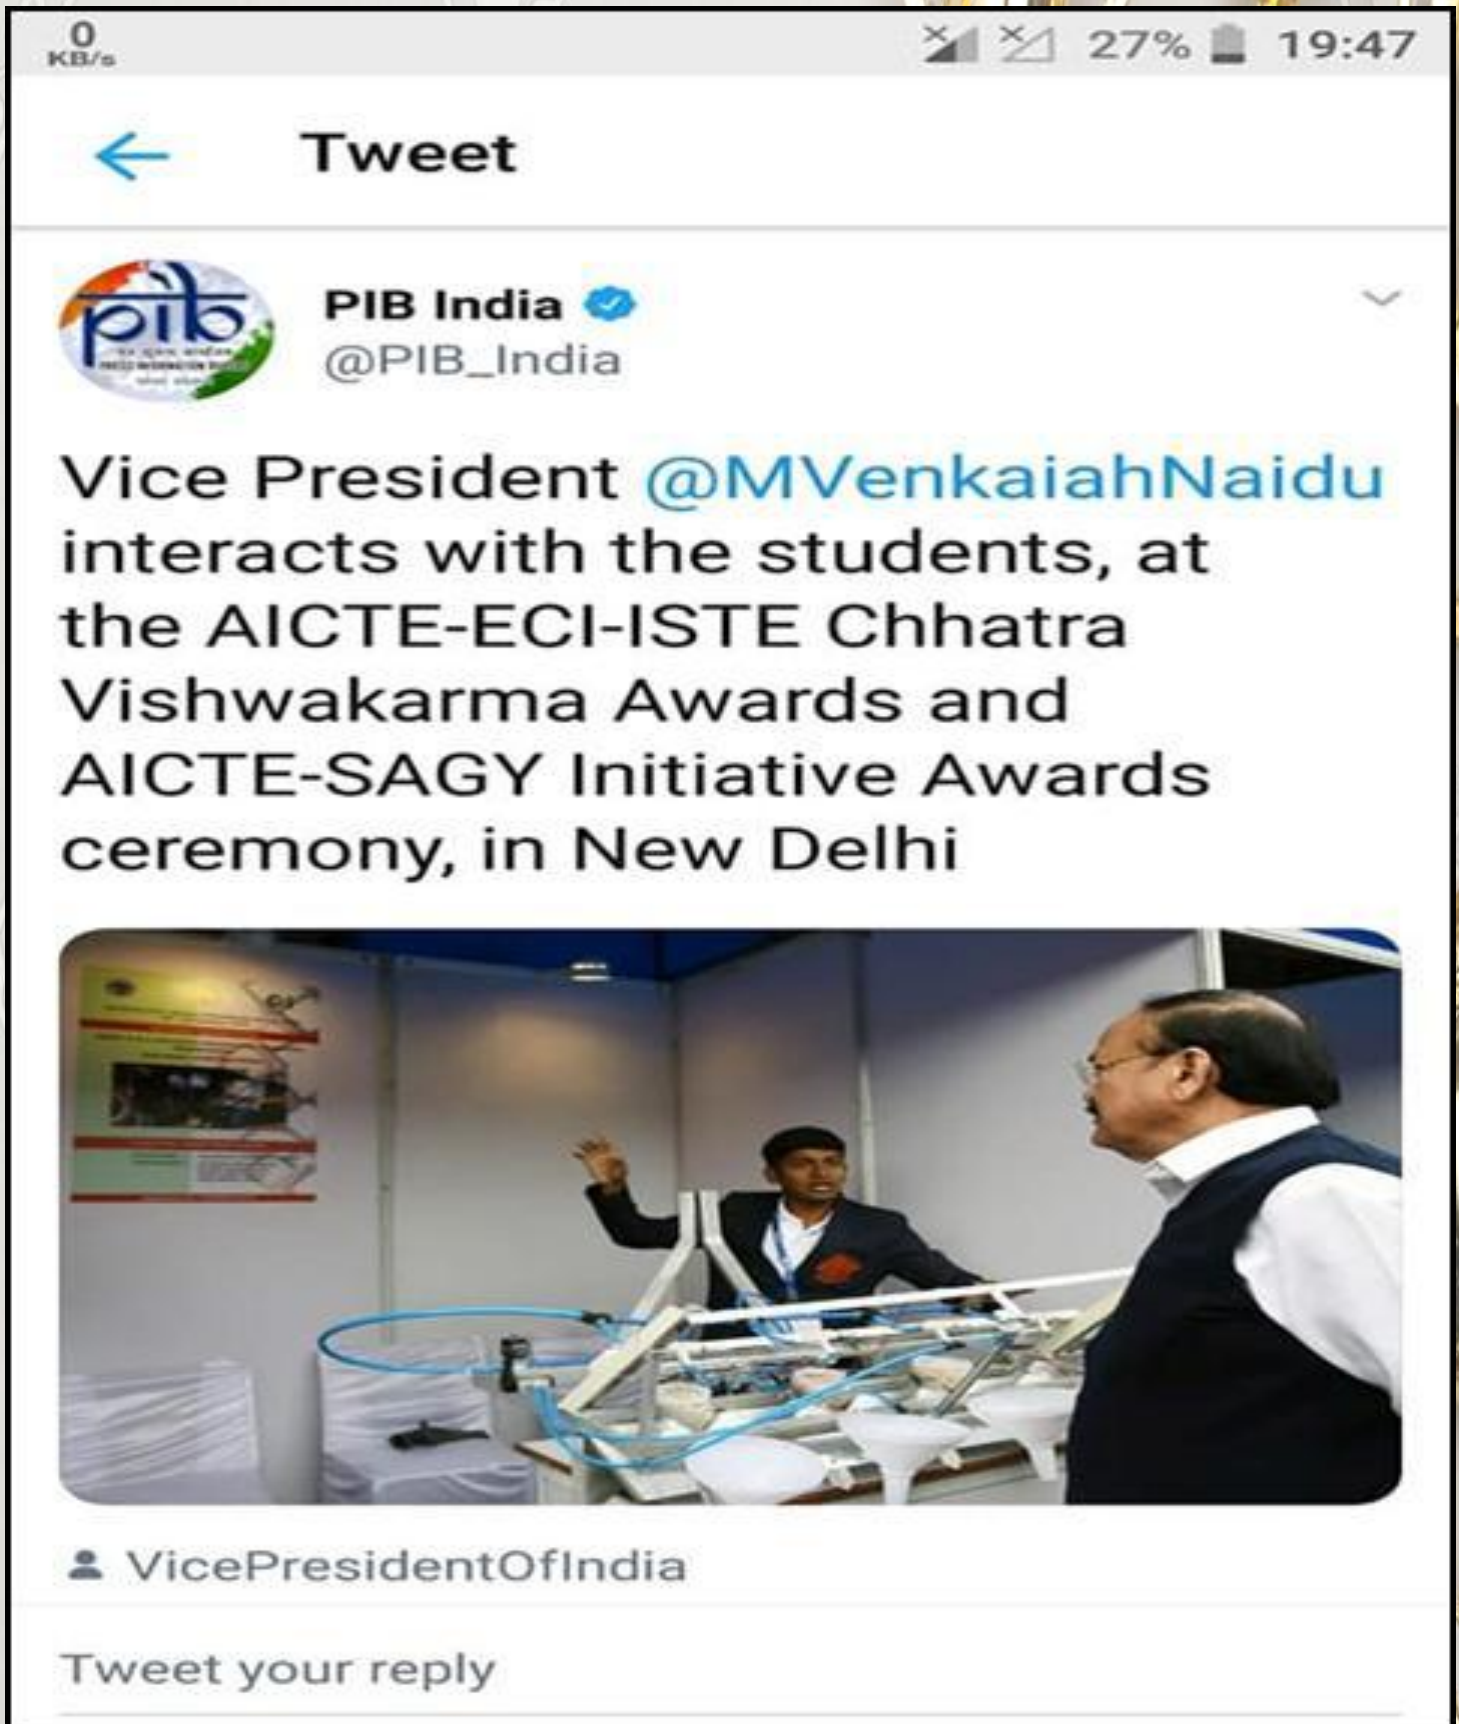 0
KB/s
27%
19:47
Tweet
pib
PIB India
@PIB_India
Vice President @MVenkaiahNaidu
interacts with the students, at
the AICTE-ECI-ISTE Chhatra
Vishwakarma Awards and
AICTE-SAGY Initiative Awards
ceremony, in New Delhi
VicePresidentOfIndia
Tweet your reply